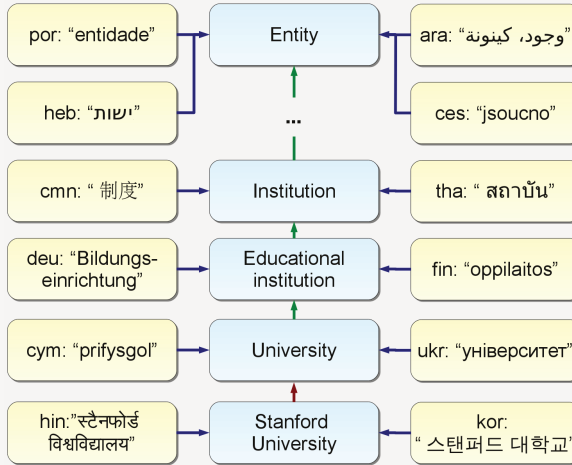 por: “entidade”
Entity
ara: “وجود، كينونة”
heb: “ישות”
...
ces: “jsoucno”
cmn: “ 制度”
Institution
tha: “ สถาบัน”
deu: “Bildungs-
einrichtung”
Educational
institution
fin: “oppilaitos”
cym: “prifysgol”
University
ukr: “університет”
hin:”स्टैनफोर्ड
विश्वविद्यालय”
Stanford
University
kor:
“ 스탠퍼드 대학교”